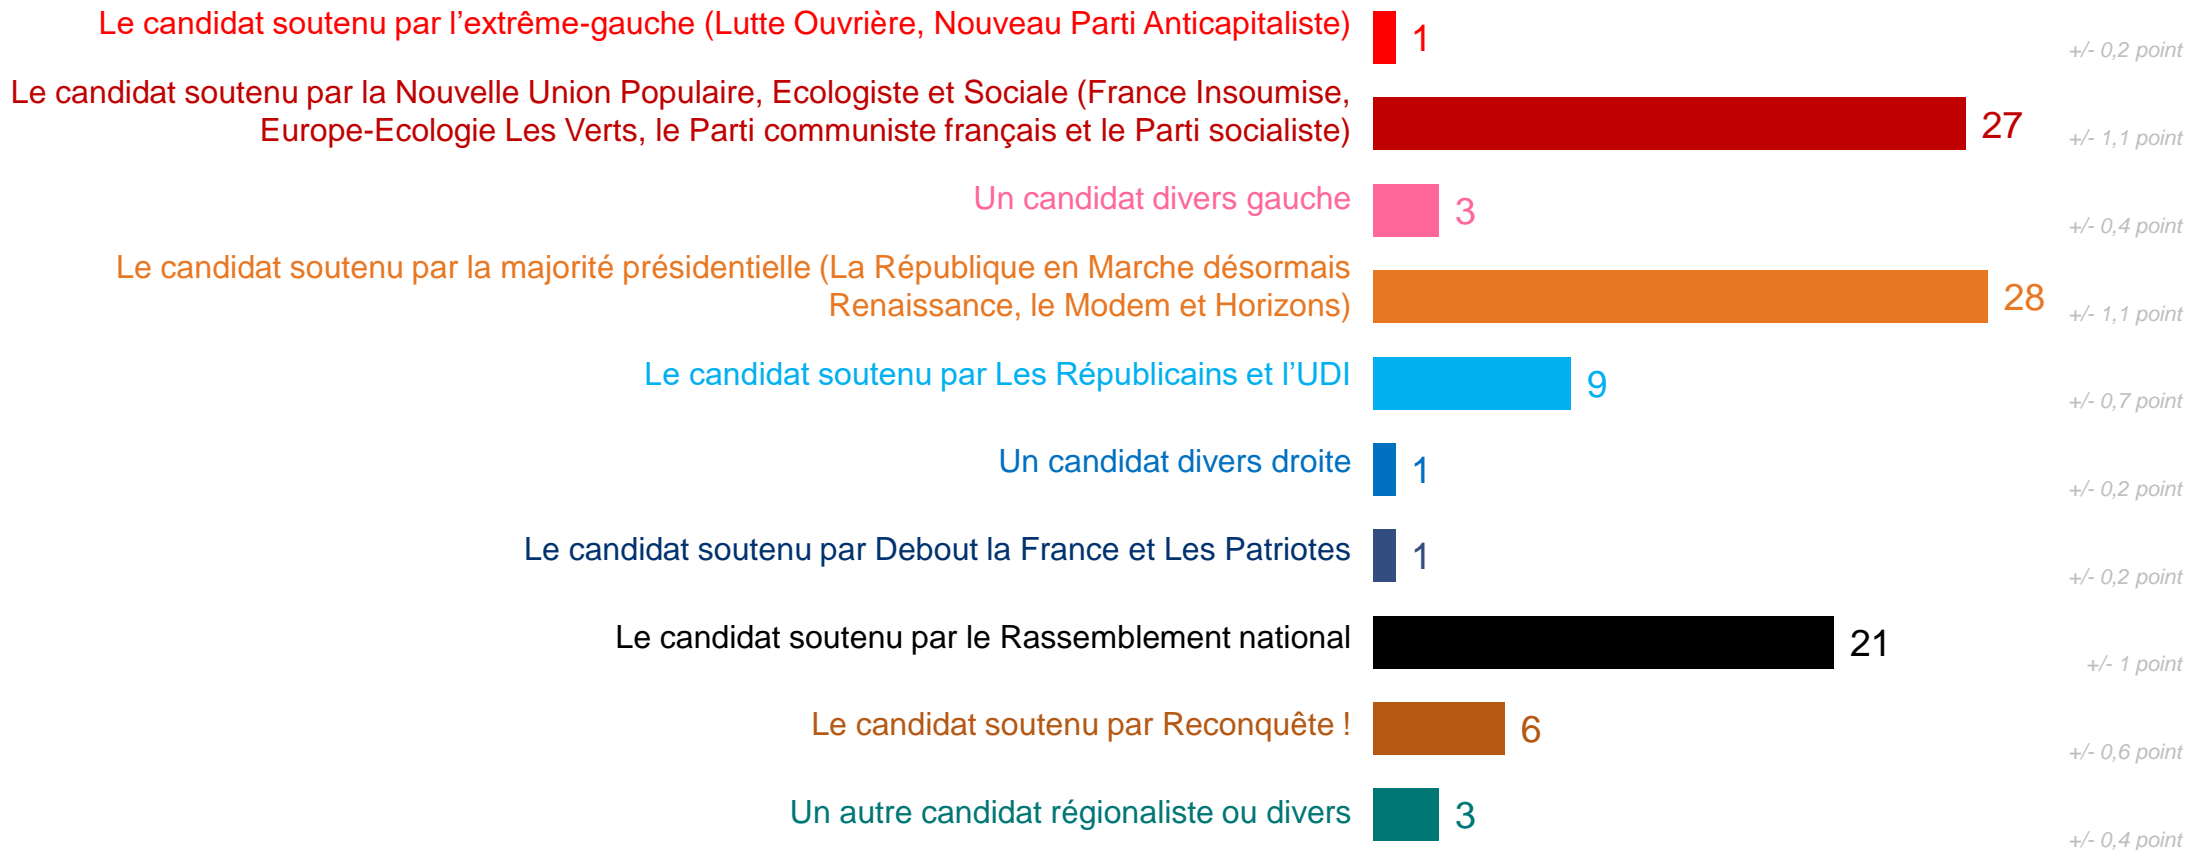 Le candidat soutenu par l’extrême-gauche (Lutte Ouvrière, Nouveau Parti Anticapitaliste) 1 +/- 0,2 point
Le candidat soutenu par la Nouvelle Union Populaire, Ecologiste et Sociale (France Insoumise,
Europe-Ecologie Les Verts, le Parti communiste français et le Parti socialiste) 27 +/- 1,1 point
Un candidat divers gauche 3 +/- 0,4 point
Le candidat soutenu par la majorité présidentielle (La République en Marche désormais
Renaissance, le Modem et Horizons) 28 +/- 1,1 point
Le candidat soutenu par Les Républicains et l’UDI 9 +/- 0,7 point
Un candidat divers droite 1 +/- 0,2 point
Le candidat soutenu par Debout la France et Les Patriotes 1 +/- 0,2 point
Le candidat soutenu par le Rassemblement national 21 +/- 1 point
Le candidat soutenu par Reconquête ! 6 +/- 0,6 point
Un autre candidat régionaliste ou divers 3 +/- 0,4 point